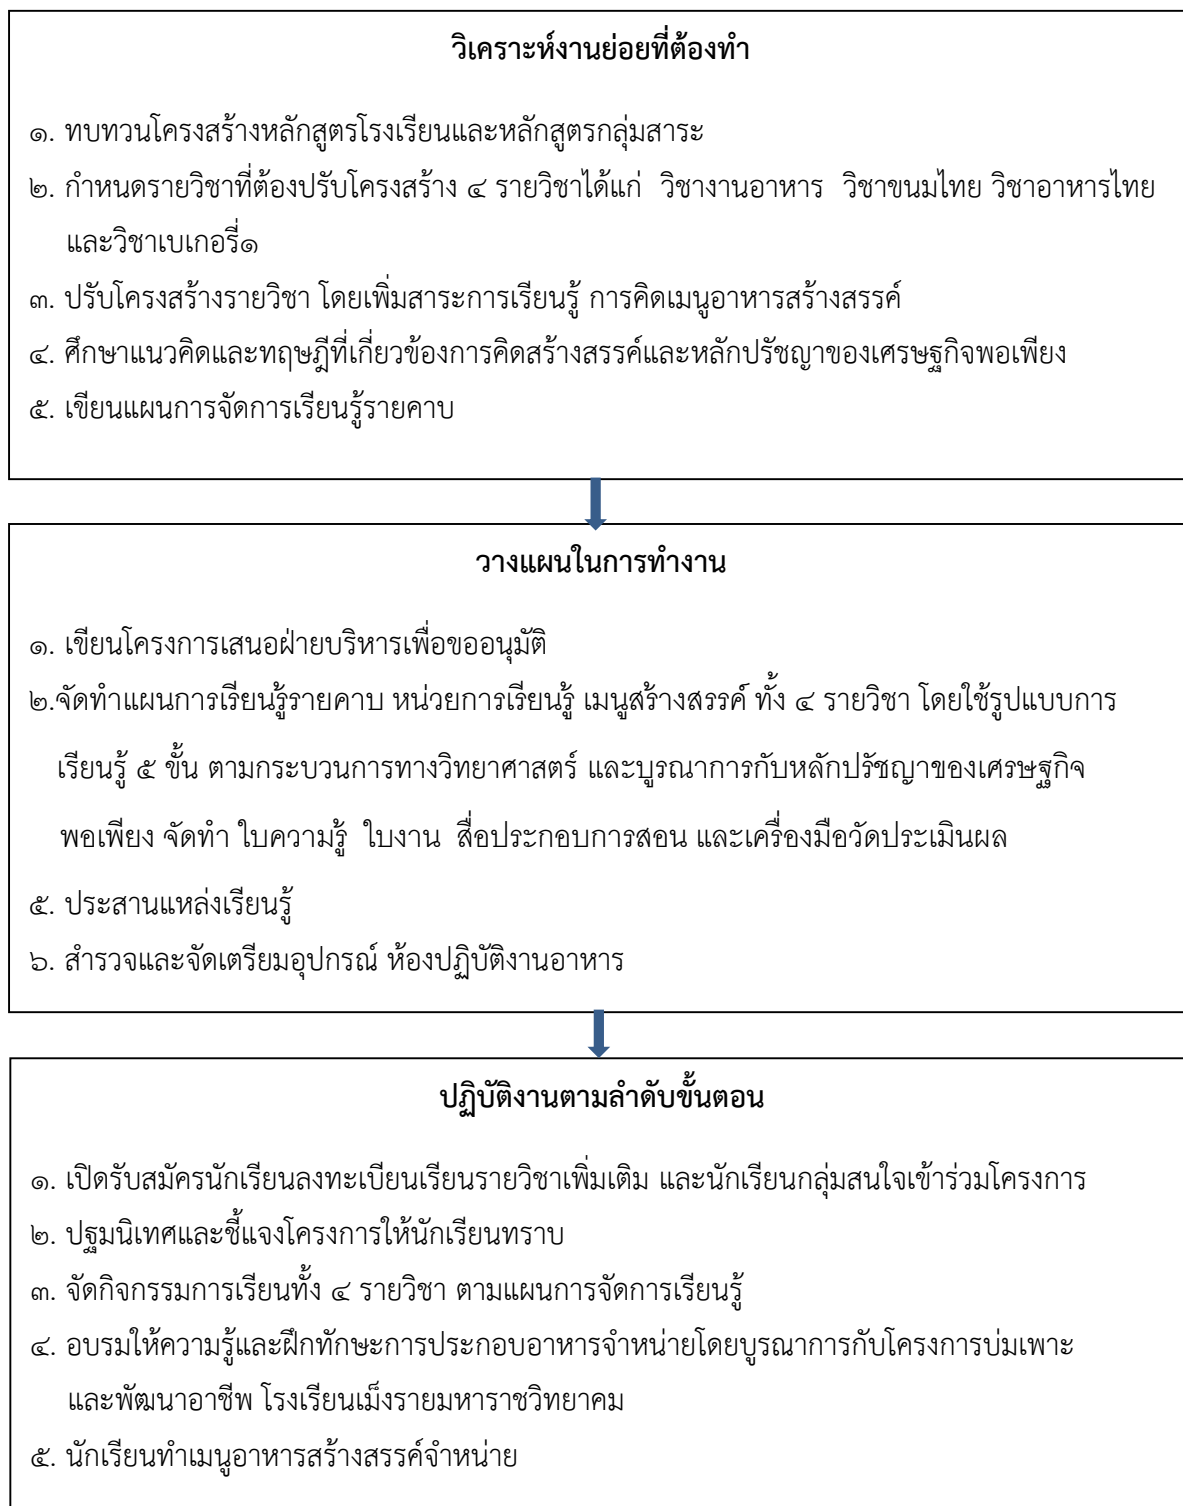 วิเคราะห์งานย่อยที่ต้องทำ
๑. ทบทวนโครงสร้างหลักสูตรโรงเรียนและหลักสูตรกลุ่มสาระ
๒. กำหนดรายวิชาที่ต้องปรับโครงสร้าง ๔ รายวิชาได้แก่ วิชางานอาหาร วิชาขนมไทย วิชาอาหารไทย
และวิชาเบเกอรี่๑
๓. ปรับโครงสร้างรายวิชา โดยเพิ่มสาระการเรียนรู้ การคิดเมนูอาหารสร้างสรรค์
๔. ศึกษาแนวคิดและทฤษฎีที่เกี่ยวข้องการคิดสร้างสรรค์และหลักปรัชญาของเศรษฐกิจพอเพียง
๕. เขียนแผนการจัดการเรียนรู้รายคาบ
วางแผนในการทำงาน
๑. เขียนโครงการเสนอฝ่ายบริหารเพื่อขออนุมัติ
๒.จัดทำแผนการเรียนรู้รายคาบ หน่วยการเรียนรู้ เมนูสร้างสรรค์ ทั้ง ๔ รายวิชา โดยใช้รูปแบบการ
เรียนรู้ ๕ ขั้น ตามกระบวนการทางวิทยาศาสตร์ และบูรณาการกับหลักปรัชญาของเศรษฐกิจ
พอเพียง จัดทำ ใบความรู้ ใบงาน สื่อประกอบการสอน และเครื่องมือวัดประเมินผล
๕. ประสานแหล่งเรียนรู้
๖. สำรวจและจัดเตรียมอุปกรณ์ ห้องปฏิบัติงานอาหาร
ปฏิบัติงานตามลำดับขั้นตอน
๑. เปิดรับสมัครนักเรียนลงทะเบียนเรียนรายวิชาเพิ่มเติม และนักเรียนกลุ่มสนใจเข้าร่วมโครงการ
๒. ปฐมนิเทศและชี้แจงโครงการให้นักเรียนทราบ
๓. จัดกิจกรรมการเรียนทั้ง ๔ รายวิชา ตามแผนการจัดการเรียนรู้
๔. อบรมให้ความรู้และฝึกทักษะการประกอบอาหารจำหน่ายโดยบูรณาการกับโครงการบ่มเพาะ
และพัฒนาอาชีพ โรงเรียนเม็งรายมหาราชวิทยาคม
๕. นักเรียนทำเมนูอาหารสร้างสรรค์จำหน่าย